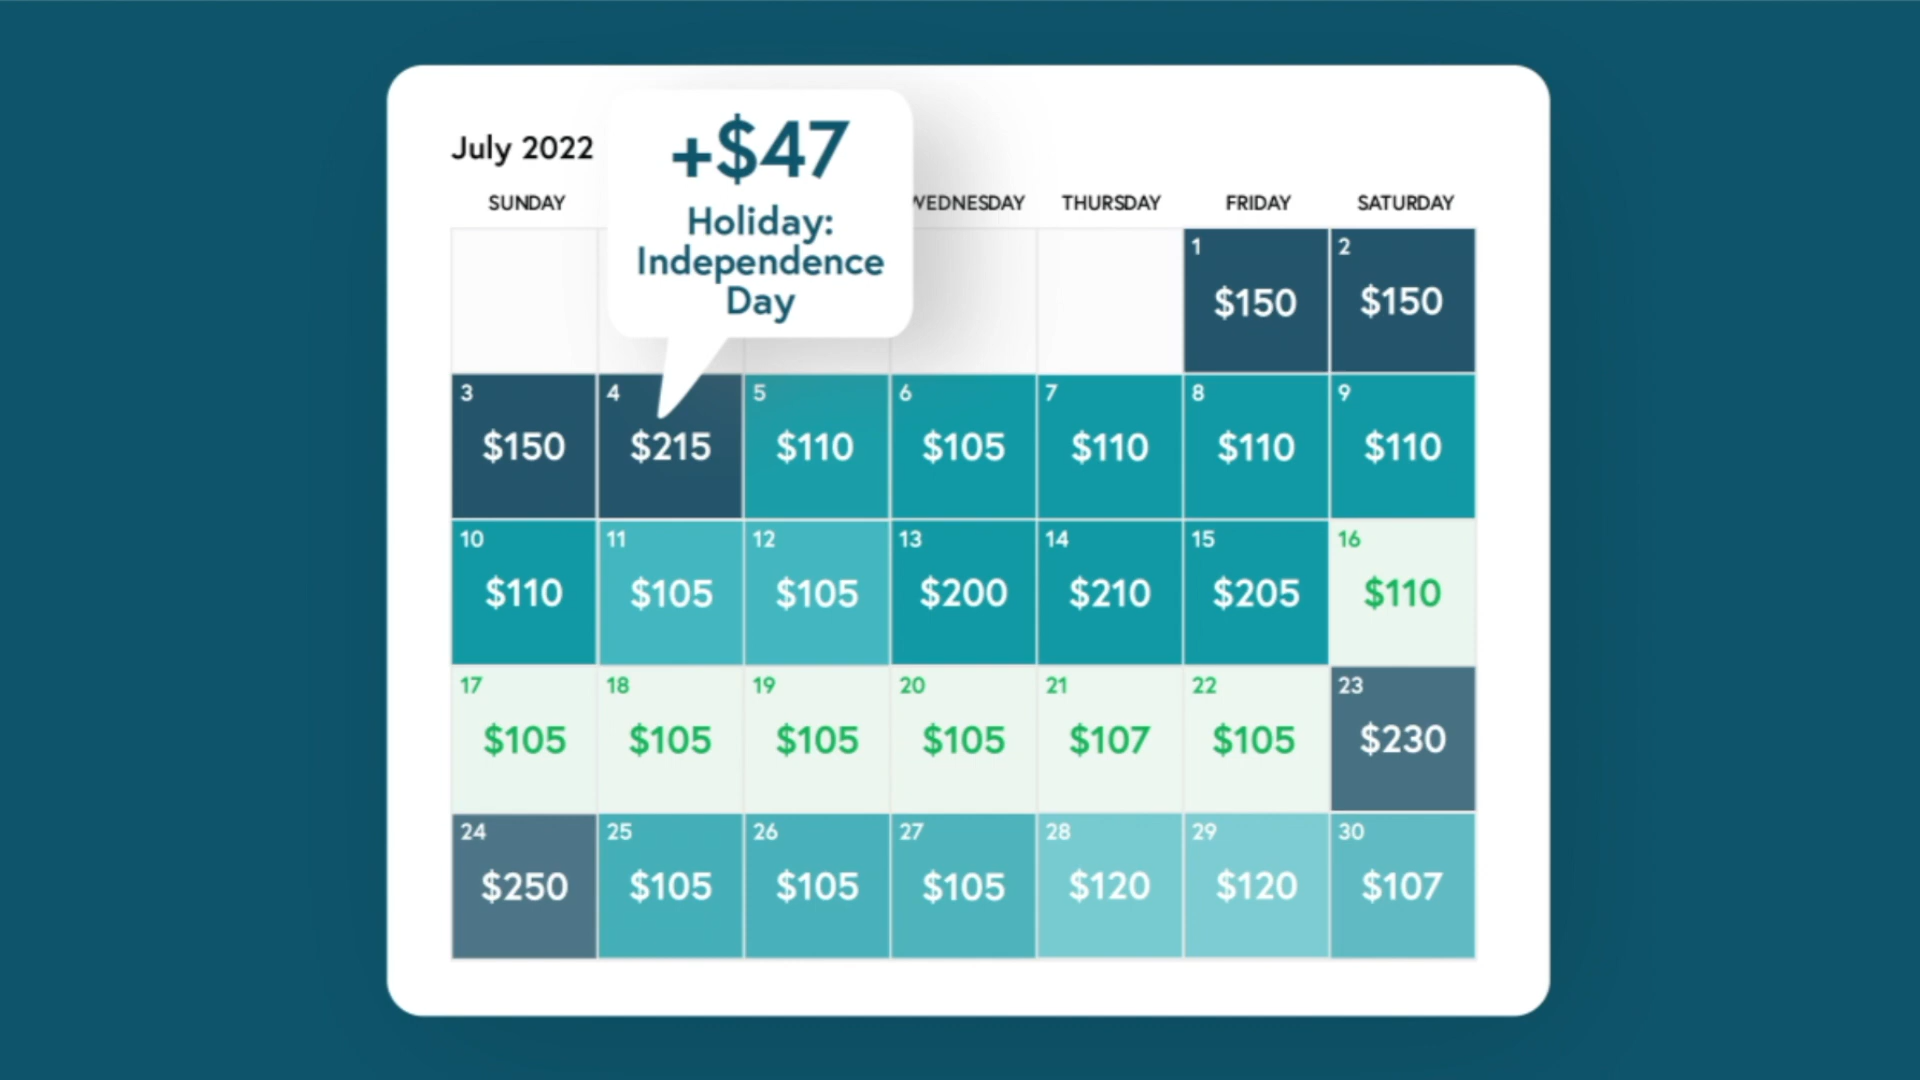 +$47
July 2022
Holiday:
Independence
Day
SUNDAY WEDNESDAY THURSDAY FRIDAY SATURDAY
1 2
$150 $150
3 4 5 6 7 8 9
$150 $215 $110 $105 $110 $110 $110
10 11 12 13 14 15 16
$110 $105 $105 $200 $210 $205 $110
17 18 19 20 21 22 23
$105 $105 $105 $105 $107 $105 $230
24 25 26 27 28 29 30
$250 $105 $105 $105 $120 $120 $107